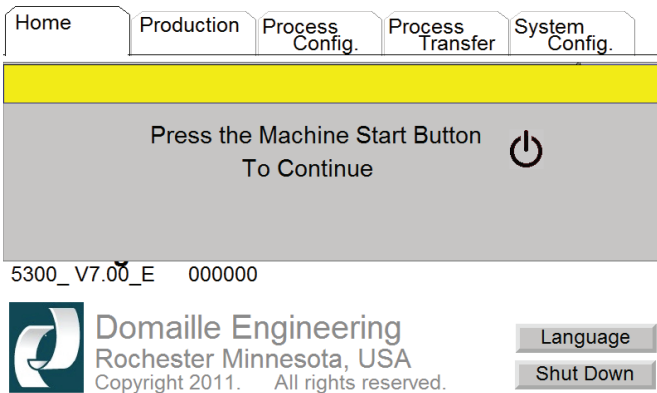 Home
Production
Process
Config.
Process
Transfer
System
Config.
Press the Machine Start Button
To Continue
5300_ V7.00_E 000000
Domaille Engineering
Rochester Minnesota, USA
Copyright 2011. All rights reserved.
Language
Shut Down